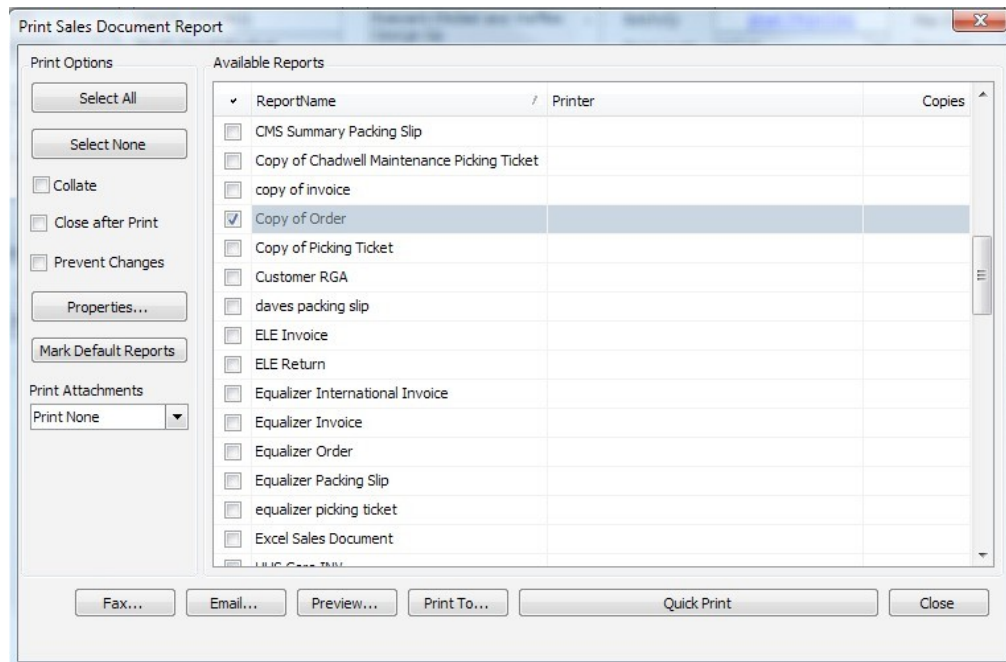 Print Sales Document Report
Print Options
Select All
Select None
Collate
Close after Print
Prevent Changes
Properties...
Mark Default Reports
Print Attachments
Print None
Available Reports
ReportName Printer Copies
CMS Summary Packing Slip
Copy of Chadwell Maintenance Picking Ticket
copy of invoice
Copy of Order
Copy of Picking Ticket
Customer RGA
daves packing slip
ELE Invoice
ELE Return
Equalizer International Invoice
Equalizer Invoice
Equalizer Order
Equalizer Packing Slip
equalizer picking ticket
Excel Sales Document
Fax... Email... Preview... Print To... Quick Print Close